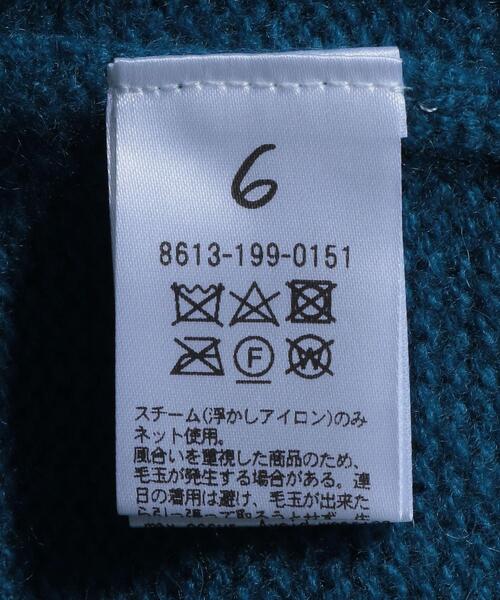 6
8613-199-0151
F
W
スチーム(浮かしアイロン)のみ
ネット使用。
風合いを重視した商品のため、
毛玉が発生する場合がある。連
日の着用は避け、毛玉が出来た